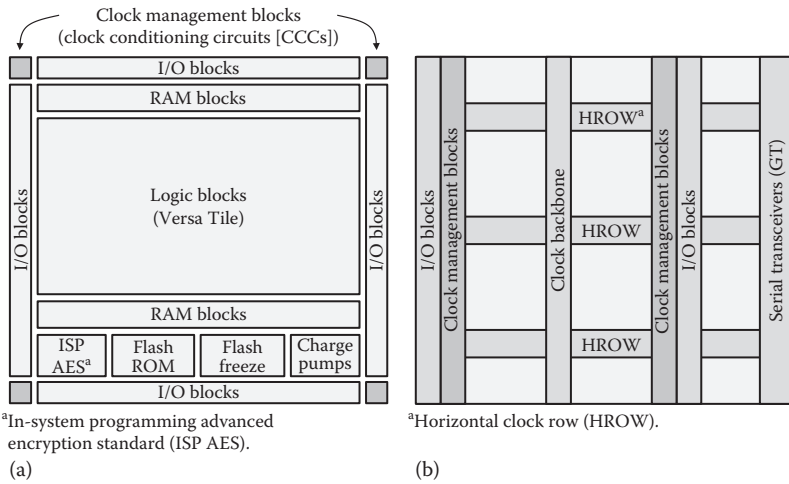 Clock management blocks
(clock conditioning circuits [CCCs])
I/O blocks
RAM blocks
I/O blocks
Logic blocks
(Versa Tile)
I/O blocks
RAM blocks
ISP
AESᵃ
Flash
ROM
Flash
freeze
Charge
pumps
I/O blocks
ᵃIn-system programming advanced
encryption standard (ISP AES).
(a)
I/O blocks
Clock management blocks
Clock backbone
HROWᵃ
HROW
HROW
Clock management blocks
I/O blocks
Serial transceivers (GT)
ᵃHorizontal clock row (HROW).
(b)